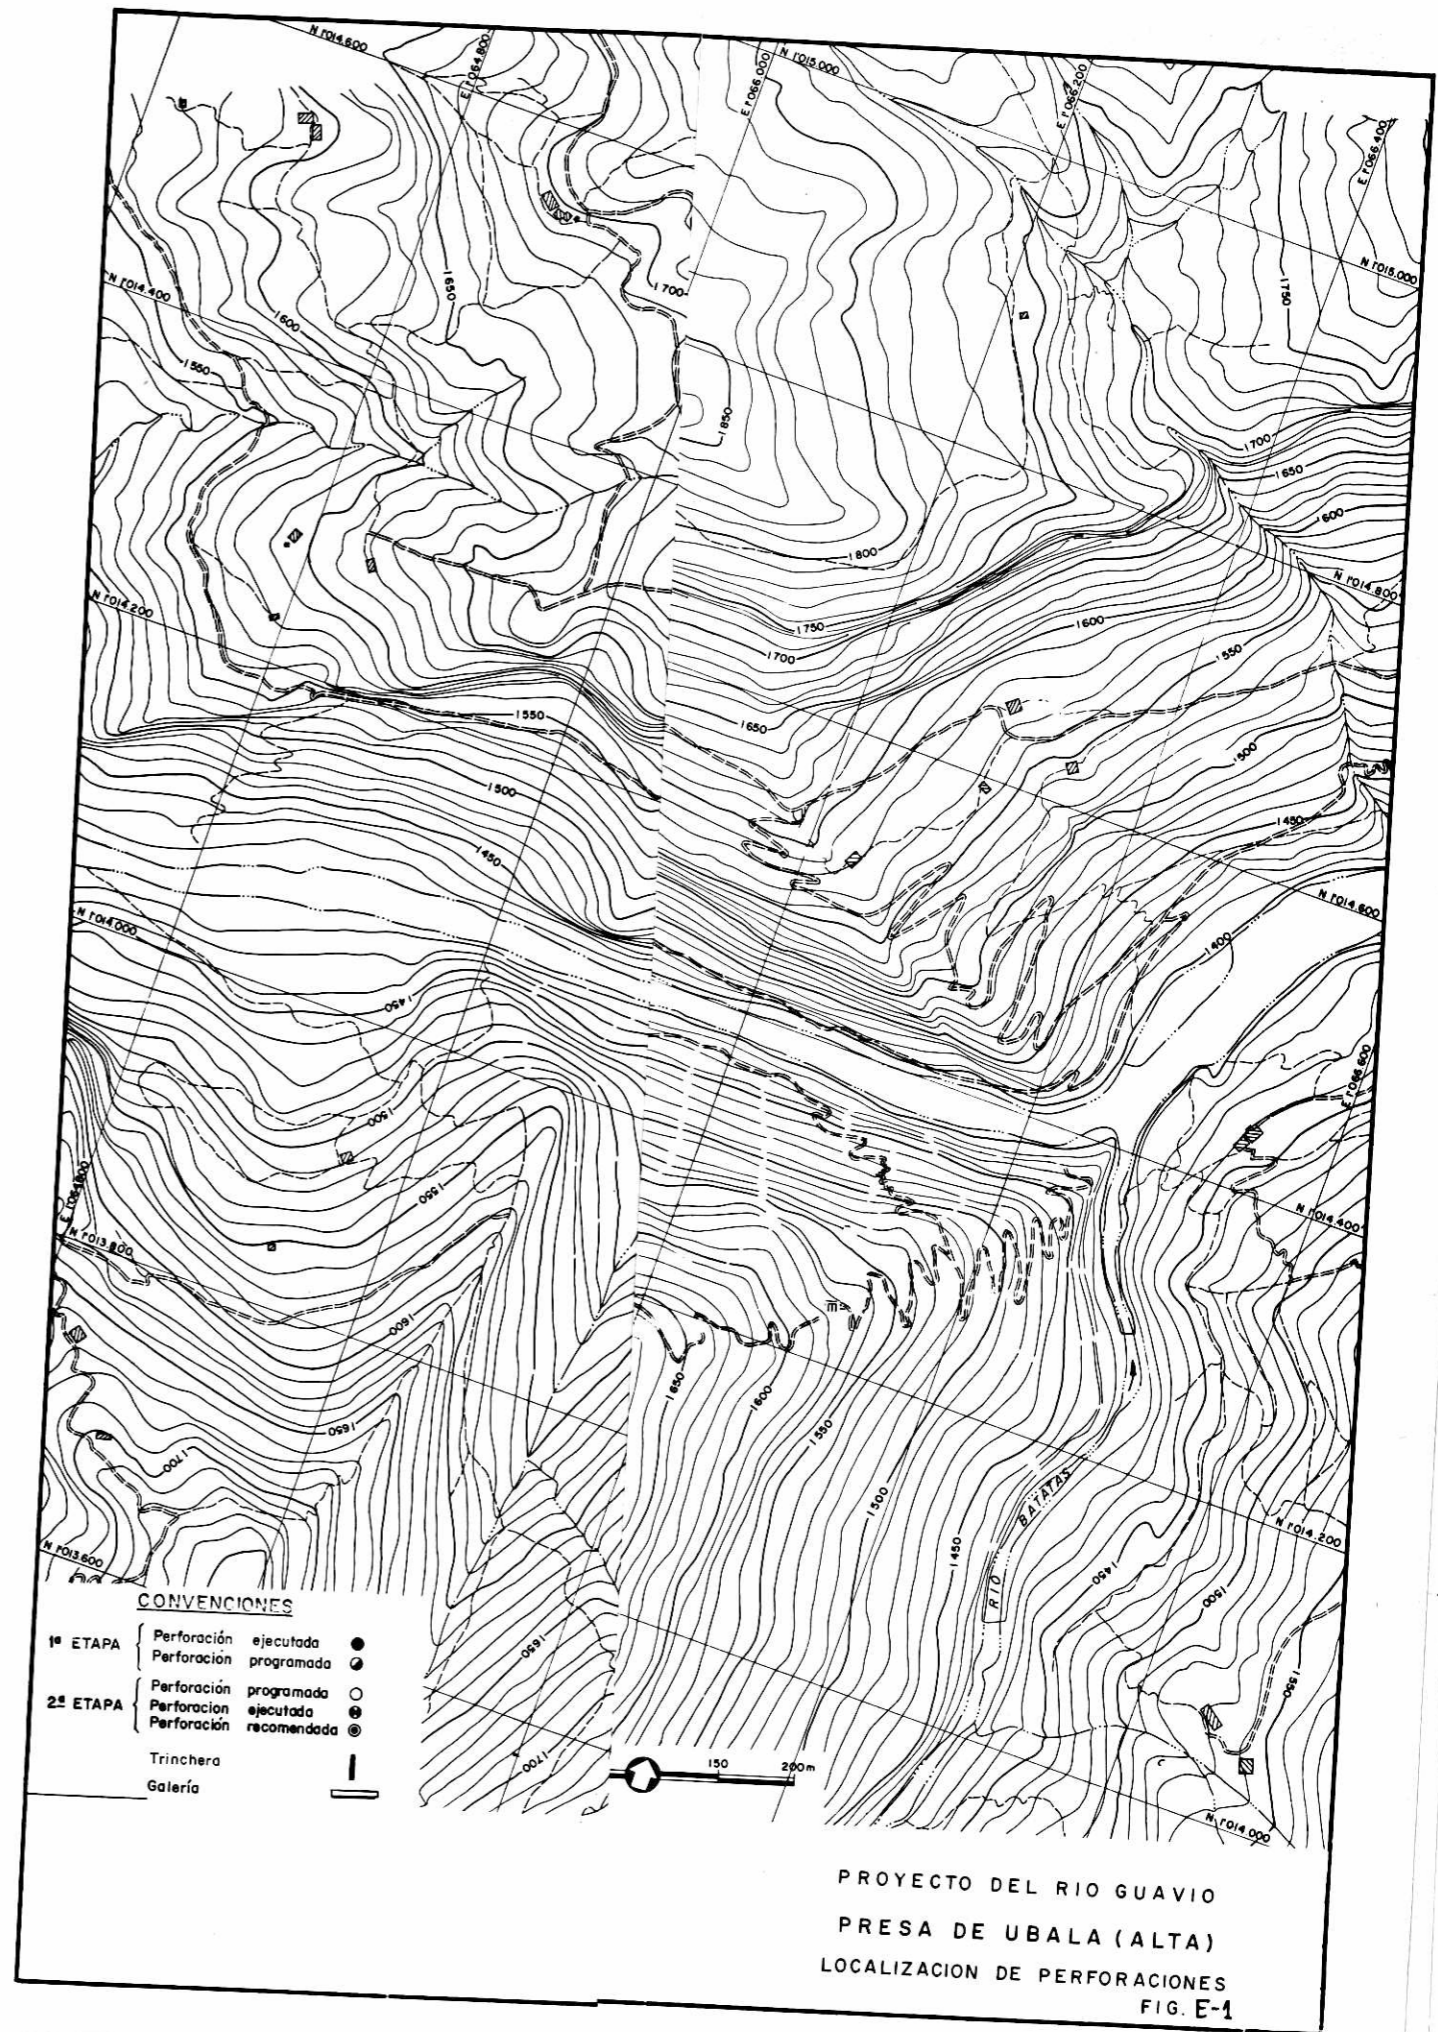 N 1'014.600
E 1'064.800
E 1'066.000
N 1'015.000
E 1'066.200
E 1'066.400
N 1'015.000
N 1'014.400
1650
1700
1750
1600
1550
1850
1700
1650
1600
1800
N 1'014.800
N 1'014.200
1750
1600
1700
1550
1550
1650
1500
1500
1450
1450
N 1'014.600
N 1'014.000
1400
1450
1500
E 1'066.600
1550
N 1'014.400
N 1'013.800
1600
1650
1600
1650
1550
1700
1500
RIO BATATAS
N 1'014.200
1450
1450
N 1'013.600
1500
1650
1550
1700
N 1'014.000
CONVENCIONES
1ª ETAPA
Perforación ejecutada
Perforación programada
2ª ETAPA
Perforación programada
Perforacion ejecutada
Perforación recomendada
Trinchera
Galería
150 200m
PROYECTO DEL RIO GUAVIO
PRESA DE UBALA (ALTA)
LOCALIZACION DE PERFORACIONES
FIG. E-1